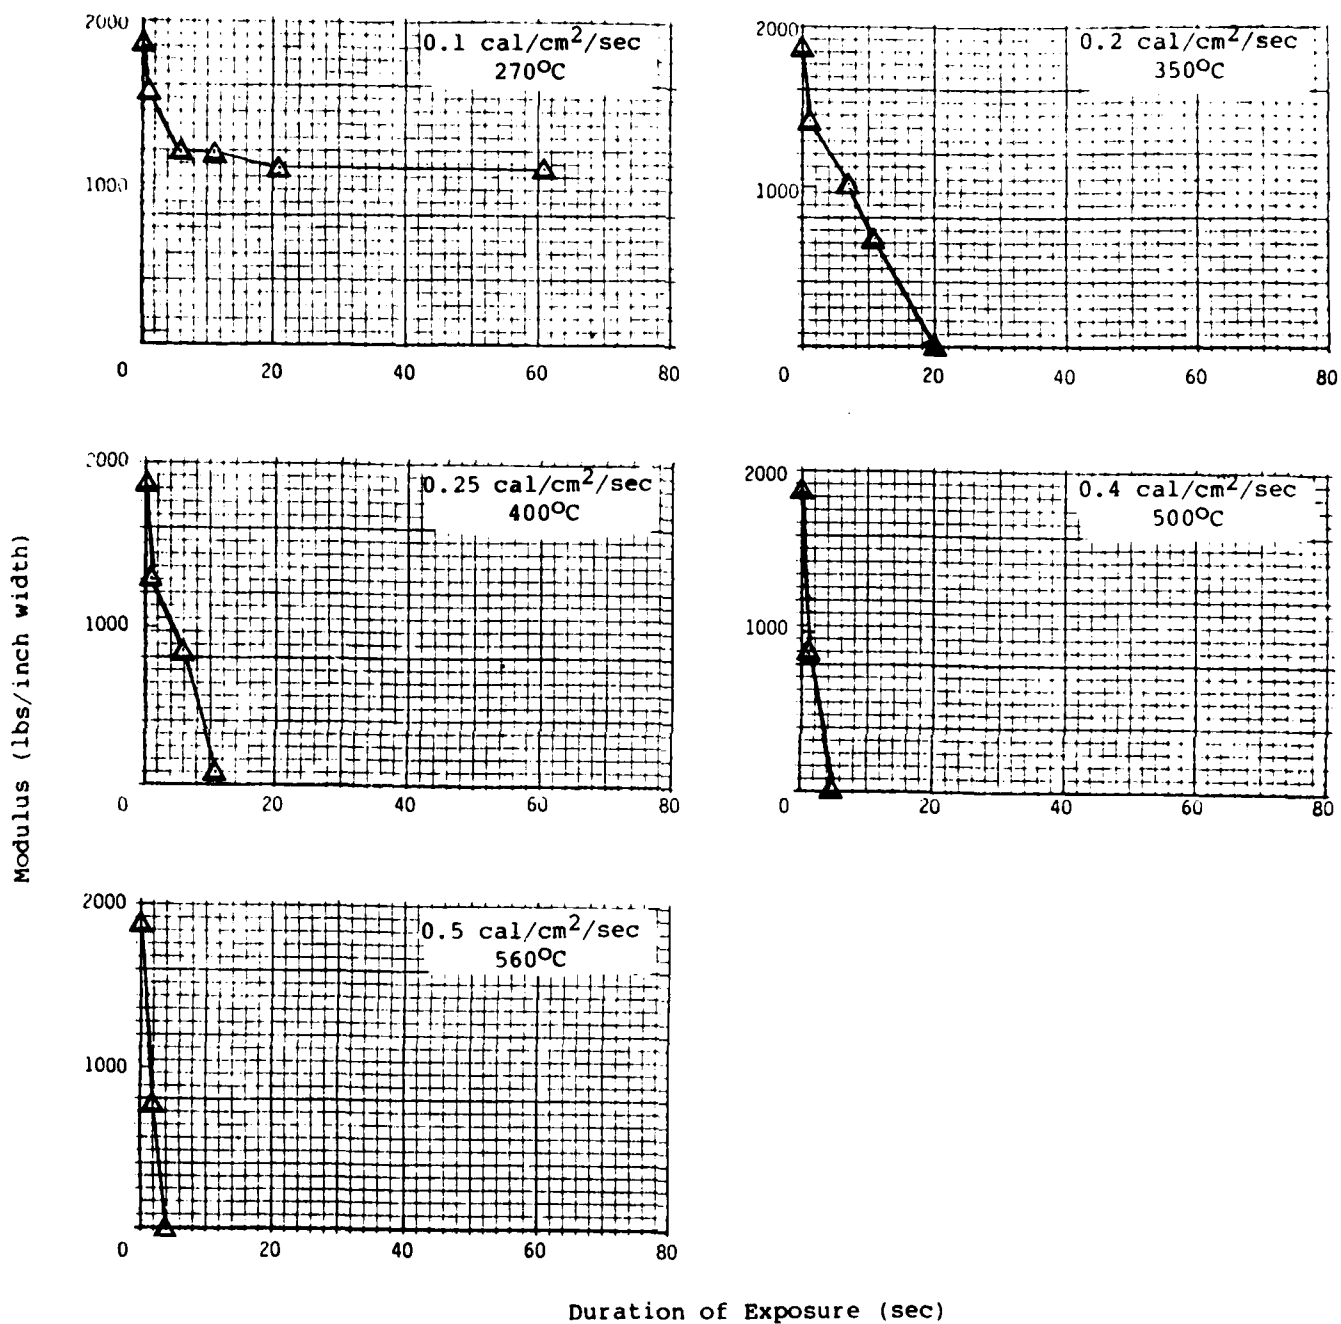 2000
0.1 cal/cm²/sec
270°C
1000
0 20 40 60 80
2000
0.2 cal/cm²/sec
350°C
1000
0 20 40 60 80
2000
0.25 cal/cm²/sec
400°C
1000
0 20 40 60 80
2000
0.4 cal/cm²/sec
500°C
1000
0 20 40 60 80
2000
0.5 cal/cm²/sec
560°C
1000
0 20 40 60 80
Modulus (lbs/inch width)
Duration of Exposure (sec)